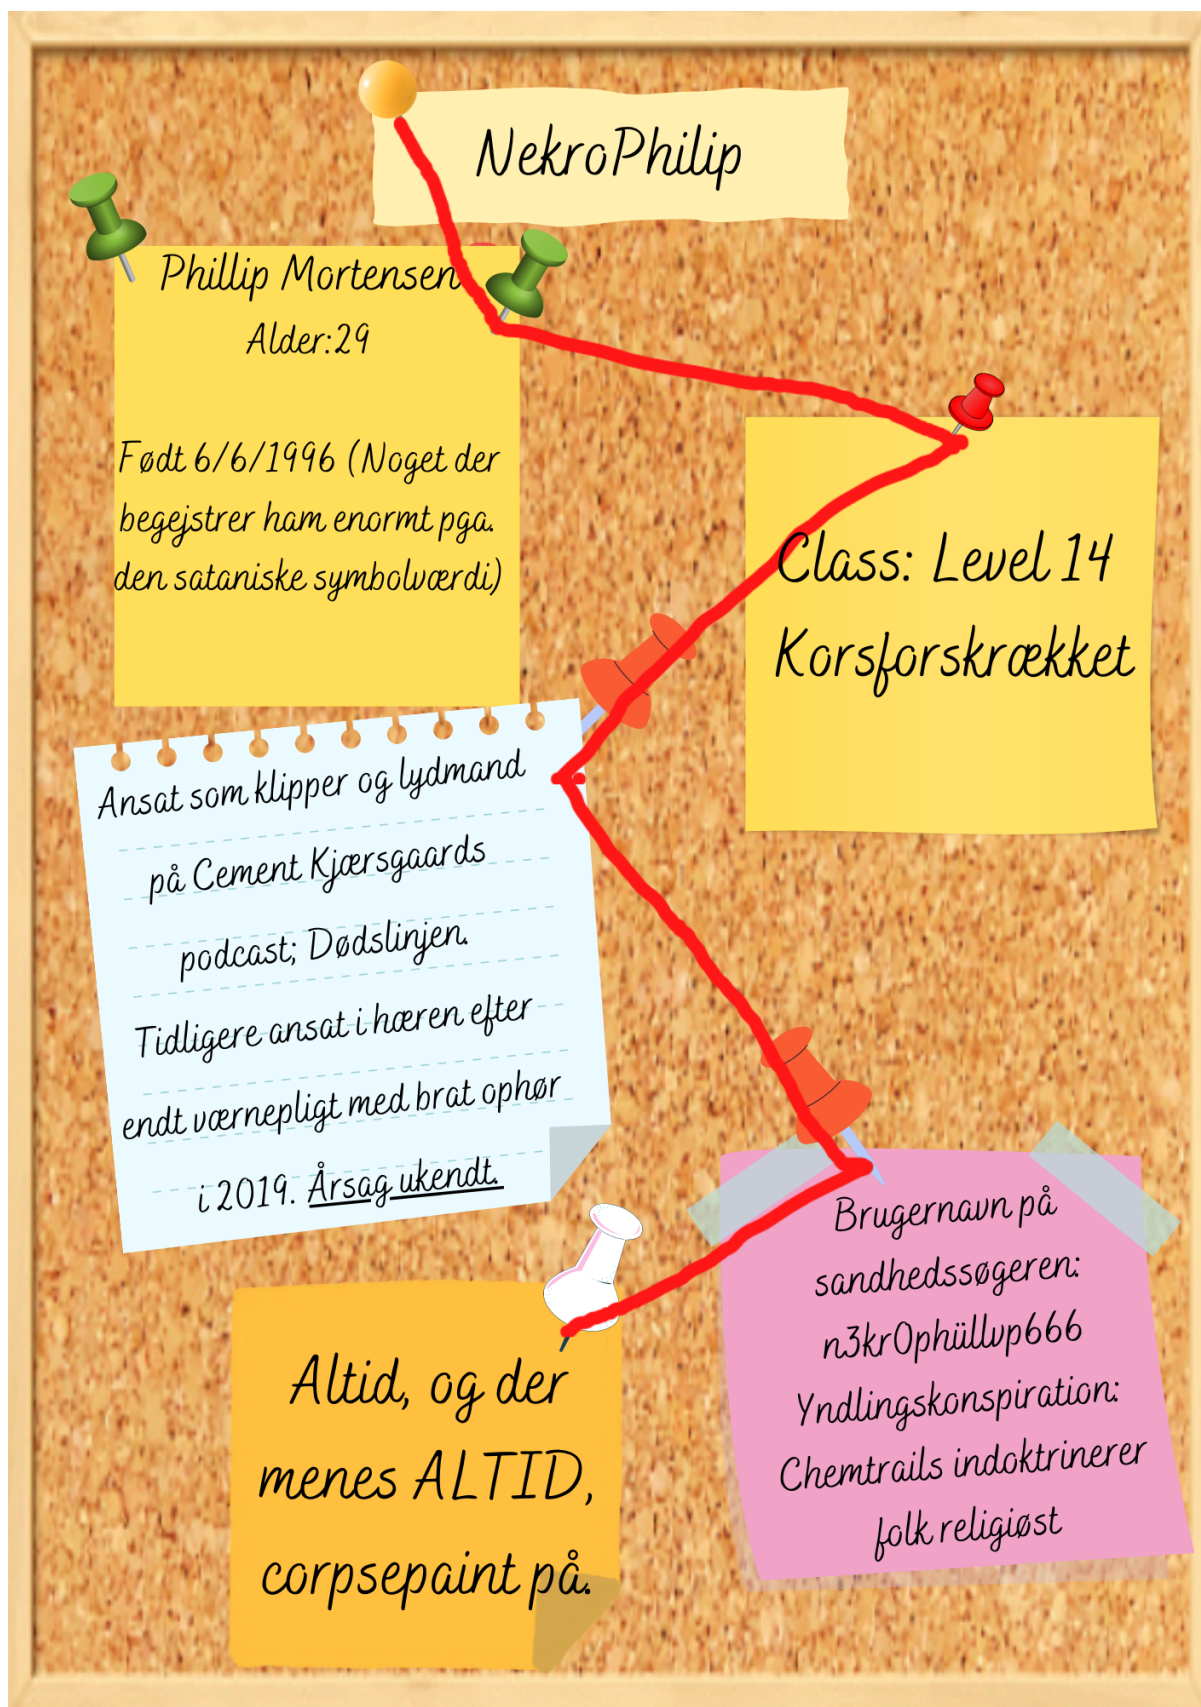 NekroPhilip
Phillip Mortensen
Alder:29
Født 6/6/1996 (Noget der
begejstrer ham enormt pga.
den sataniske symbolværdi)
Class: Level 14
Korsforskrækket
Ansat som klipper og lydmand
på Cement Kjærsgaards
podcast; Dødslinjen.
Tidligere ansat i hæren efter
endt værnepligt med brat ophør
i 2019. Årsag ukendt.
Brugernavn på
sandhedssøgeren:
n3kr0phüllvp666
Yndlingskonspiration:
Chemtrails indoktrinerer
folk religiøst
Altid, og der
menes ALTID,
corpsepaint på.